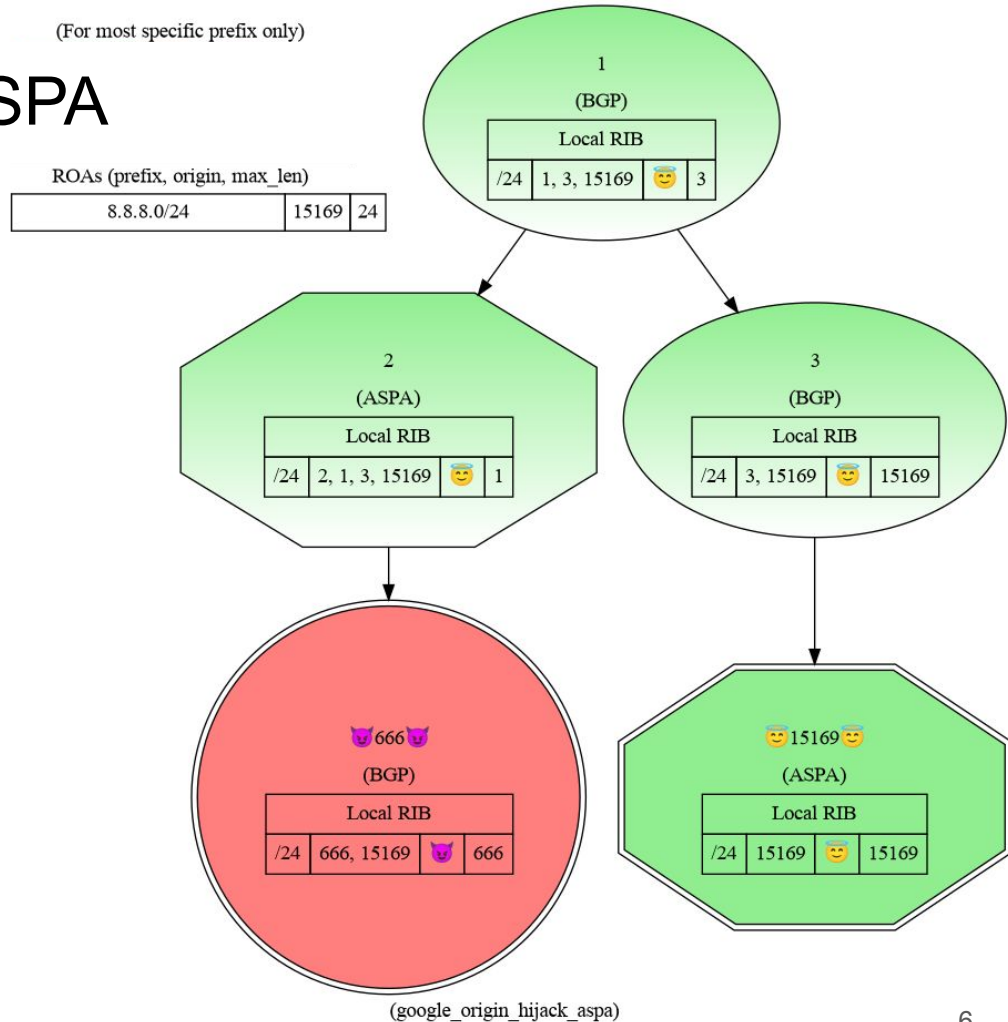 (For most specific prefix only)
SPA
ROAs (prefix, origin, max_len)
8.8.8.0/24 15169 24
1
(BGP)
Local RIB
/24 1, 3, 15169 😇 3
2
(ASPA)
Local RIB
/24 2, 1, 3, 15169 😇 1
3
(BGP)
Local RIB
/24 3, 15169 😇 15169
😈666😈
(BGP)
Local RIB
/24 666, 15169 😈 666
😇15169😇
(ASPA)
Local RIB
/24 15169 😇 15169
(google_origin_hijack_aspa)
6